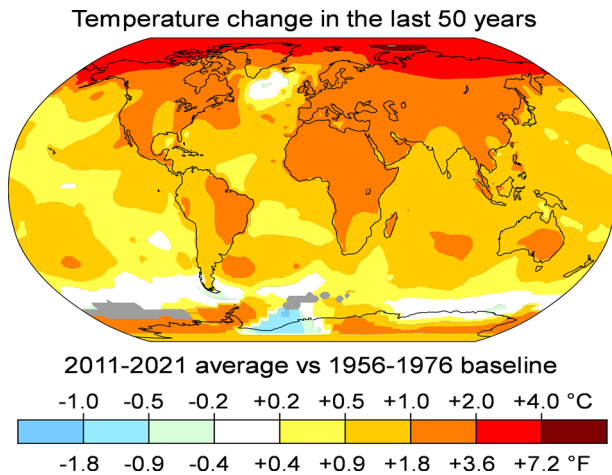 Temperature change in the last 50 years
2011-2021 average vs 1956-1976 baseline
-1.0 -0.5 -0.2 +0.2 +0.5 +1.0 +2.0 +4.0 °C
-1.8 -0.9 -0.4 +0.4 +0.9 +1.8 +3.6 +7.2 °F